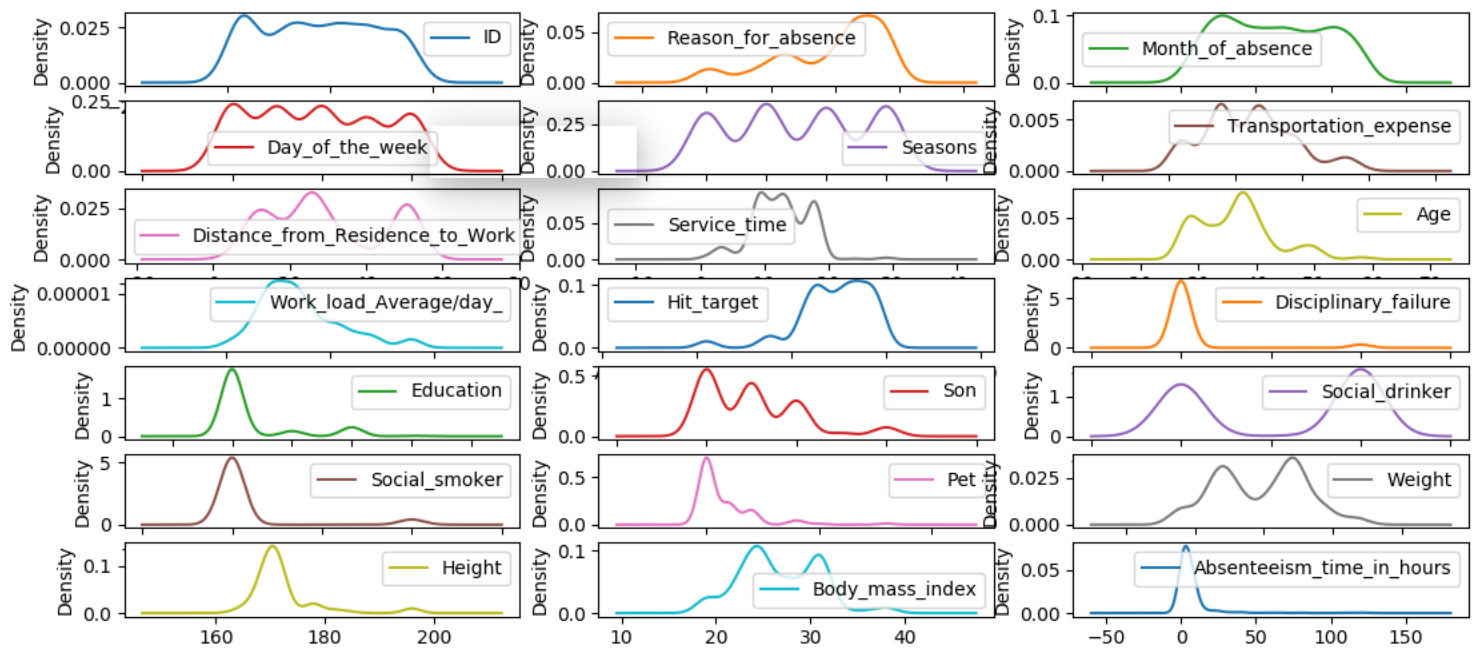 Density 0.025 0.000 ID
Density 0.05 0.00 Reason_for_absence
Density 0.1 0.0 Month_of_absence
Density 0.25 0.00 Day_of_the_week
Density 0.25 0.00 Seasons
Density 0.005 0.000 Transportation_expense
Density 0.025 0.000 Distance_from_Residence_to_Work
Density 0.05 0.00 Service_time
Density 0.05 0.00 Age
Density 0.00001 0.00000 Work_load_Average/day_
Density 0.1 0.0 Hit_target
Density 5 0 Disciplinary_failure
Density 1 0 Education
Density 0.5 0.0 Son
Density 1 0 Social_drinker
Density 5 0 Social_smoker
Density 0.5 0.0 Pet
Density 0.025 0.000 Weight
Density 0.1 0.0 Height
160 180 200
Density 0.1 0.0 Body_mass_index
10 20 30 40
Density 0.05 0.00 Absenteeism_time_in_hours
−50 0 50 100 150